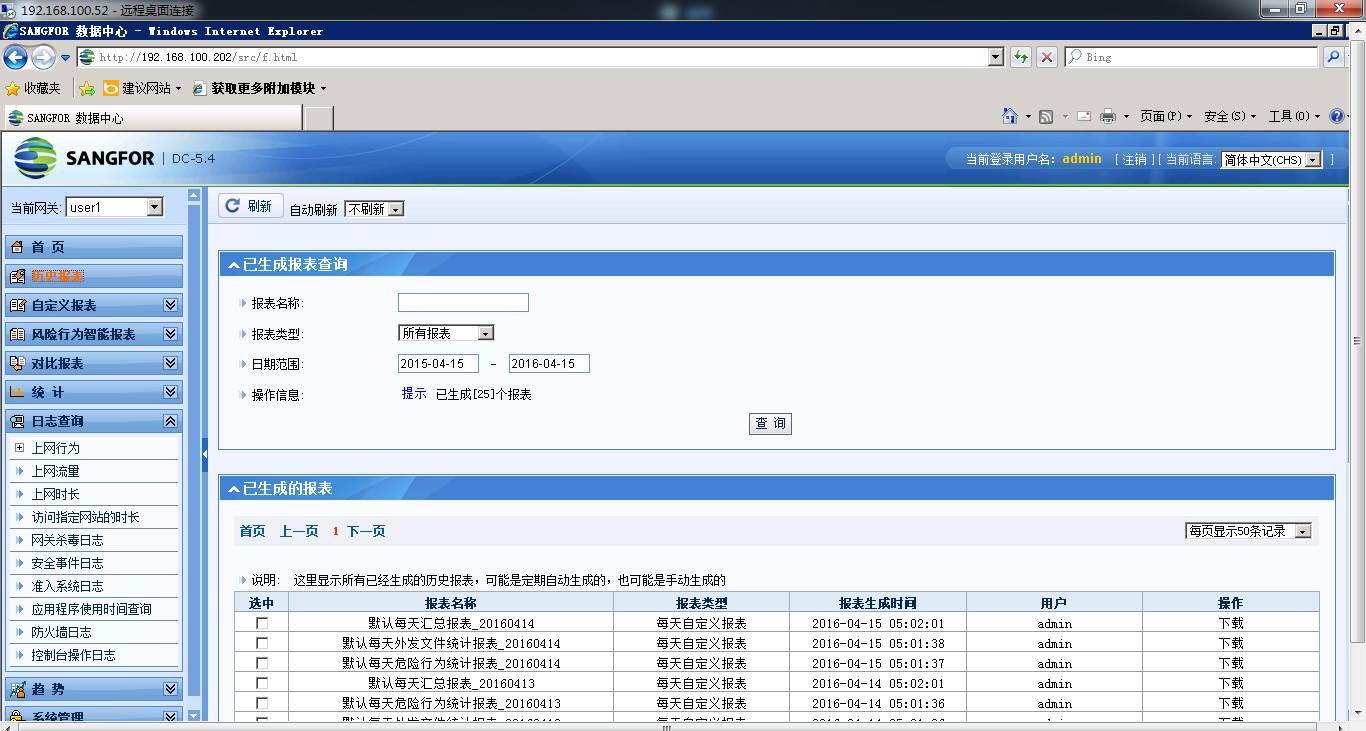 192.168.100.52 - 远程桌面连接
SANGFOR 数据中心 - Windows Internet Explorer
http://192.168.100.202/src/f.html
Bing
收藏夹 建议网站 获取更多附加模块
SANGFOR 数据中心
页面(P) 安全(S) 工具(O)
SANGFOR | DC-5.4
当前登录用户名: admin [ 注销 ] [ 当前语言: 简体中文(CHS) ]
当前网关: user1
刷新 自动刷新 不刷新
首 页
历史报表
自定义报表
风险行为智能报表
对比报表
统 计
日志查询
上网行为
上网流量
上网时长
访问指定网站的时长
网关杀毒日志
安全事件日志
准入系统日志
应用程序使用时间查询
防火墙日志
控制台操作日志
趋 势
系统管理
已生成报表查询
报表名称:
报表类型: 所有报表
日期范围: 2015-04-15 - 2016-04-15
操作信息: 提示 已生成[25]个报表
查 询
已生成的报表
首页 上一页 1 下一页
每页显示50条记录
说明: 这里显示所有已经生成的历史报表，可能是定期自动生成的，也可能是手动生成的
选中 报表名称 报表类型 报表生成时间 用户 操作
默认每天汇总报表_20160414 每天自定义报表 2016-04-15 05:02:01 admin 下载
默认每天外发文件统计报表_20160414 每天自定义报表 2016-04-15 05:01:38 admin 下载
默认每天危险行为统计报表_20160414 每天自定义报表 2016-04-15 05:01:37 admin 下载
默认每天汇总报表_20160413 每天自定义报表 2016-04-14 05:02:01 admin 下载
默认每天危险行为统计报表_20160413 每天自定义报表 2016-04-14 05:01:36 admin 下载